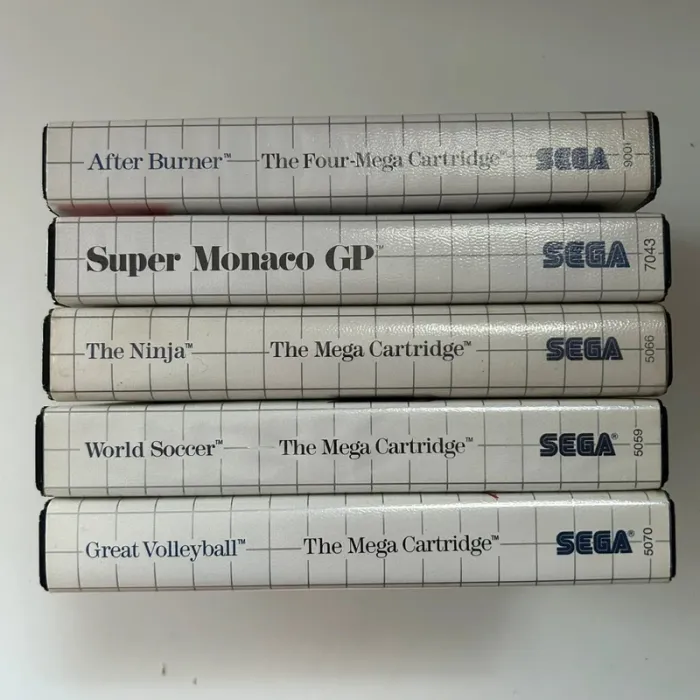 After Burner™ The Four-Mega Cartridge™ SEGA 9001
Super Monaco GP™ SEGA 7043
The Ninja™ The Mega Cartridge™ SEGA 5066
World Soccer™ The Mega Cartridge™ SEGA® 5059
Great Volleyball™ The Mega Cartridge™ SEGA® 5070